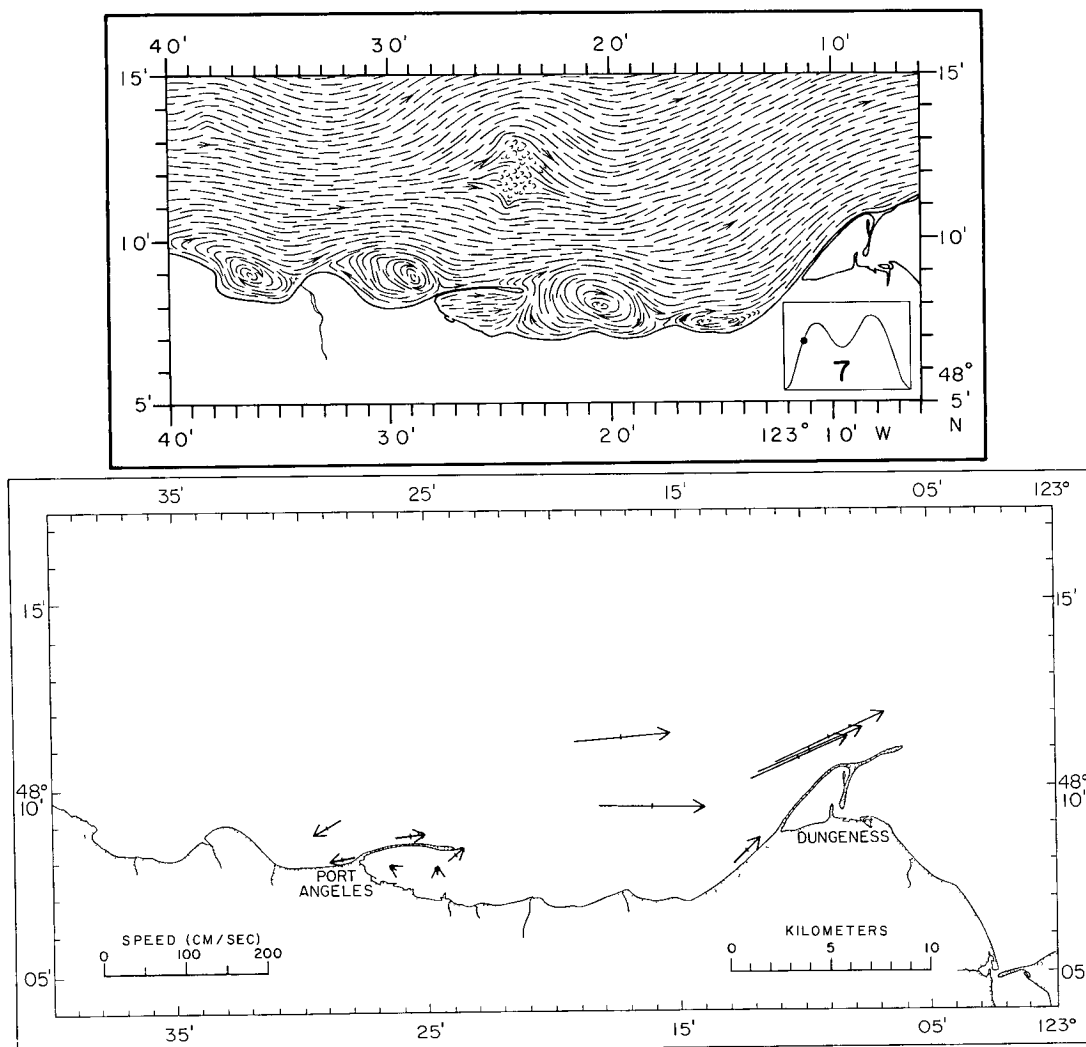 40' 30' 20' 10'
15' 15'
10' 10'
7
5' 48° 5'
40' 30' 20' 123° 10' W N
35' 25' 15' 05' 123°
15' 15'
48° 10' 48° 10'
DUNGENESS
PORT
ANGELES
SPEED (CM/SEC) KILOMETERS
0 100 200 0 5 10
05' 05'
35' 25' 15' 05' 123°